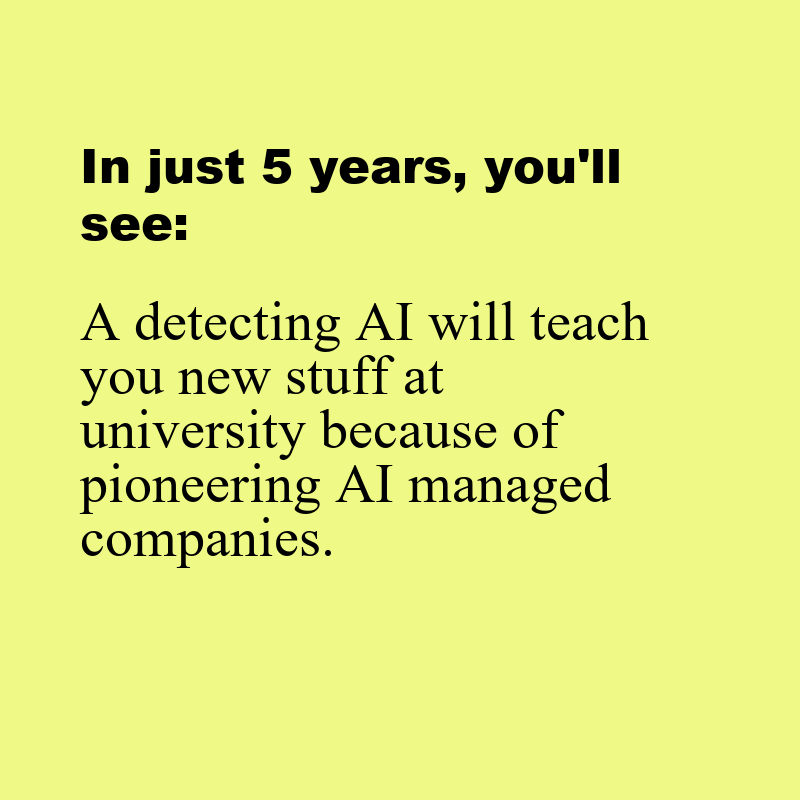 In just 5 years, you'll
see:
A detecting AI will teach
you new stuff at
university because of
pioneering AI managed
companies.